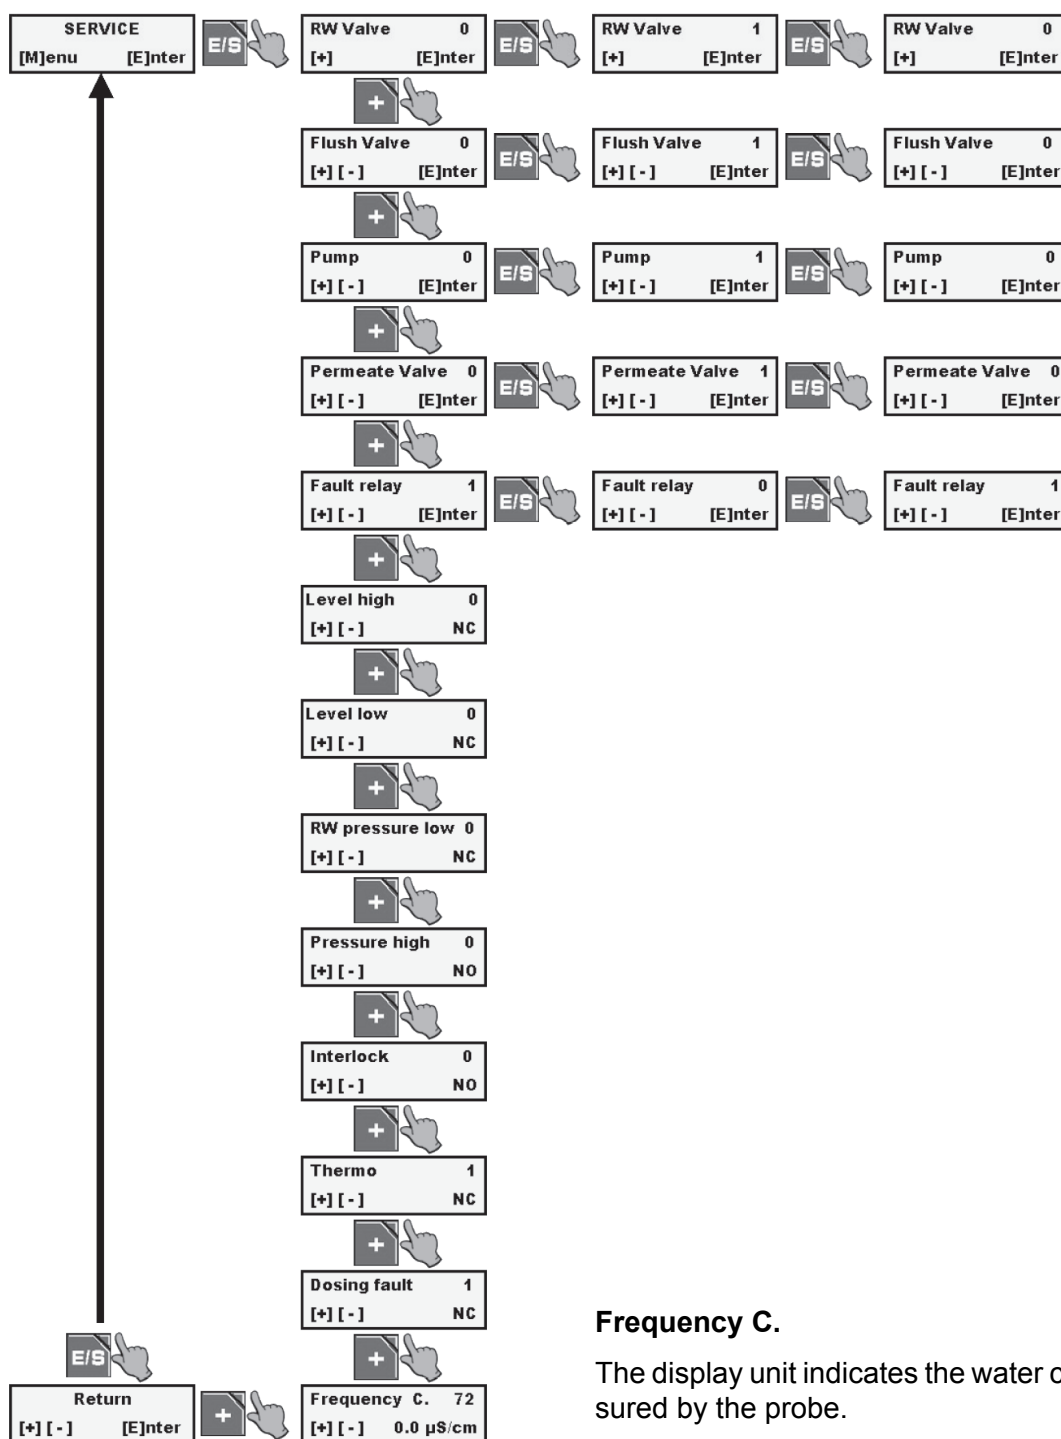 SERVICE
[M]enu [E]nter
E/S
RW Valve 0
[+] [E]nter
E/S
RW Valve 1
[+] [E]nter
E/S
RW Valve 0
[+] [E]nter
+
Flush Valve 0
[+] [-] [E]nter
E/S
Flush Valve 1
[+] [-] [E]nter
E/S
Flush Valve 0
[+] [-] [E]nter
+
Pump 0
[+] [-] [E]nter
E/S
Pump 1
[+] [-] [E]nter
E/S
Pump 0
[+] [-] [E]nter
+
Permeate Valve 0
[+] [-] [E]nter
E/S
Permeate Valve 1
[+] [-] [E]nter
E/S
Permeate Valve 0
[+] [-] [E]nter
+
Fault relay 1
[+] [-] [E]nter
E/S
Fault relay 0
[+] [-] [E]nter
E/S
Fault relay 1
[+] [-] [E]nter
+
Level high 0
[+] [-] NC
+
Level low 0
[+] [-] NC
+
RW pressure low 0
[+] [-] NC
+
Pressure high 0
[+] [-] NO
+
Interlock 0
[+] [-] NO
+
Thermo 1
[+] [-] NC
+
Dosing fault 1
[+] [-] NC
+
Frequency C. 72
[+] [-] 0.0 µS/cm
+
Return
[+] [-] [E]nter
E/S
Frequency C.
The display unit indicates the water
sured by the probe.